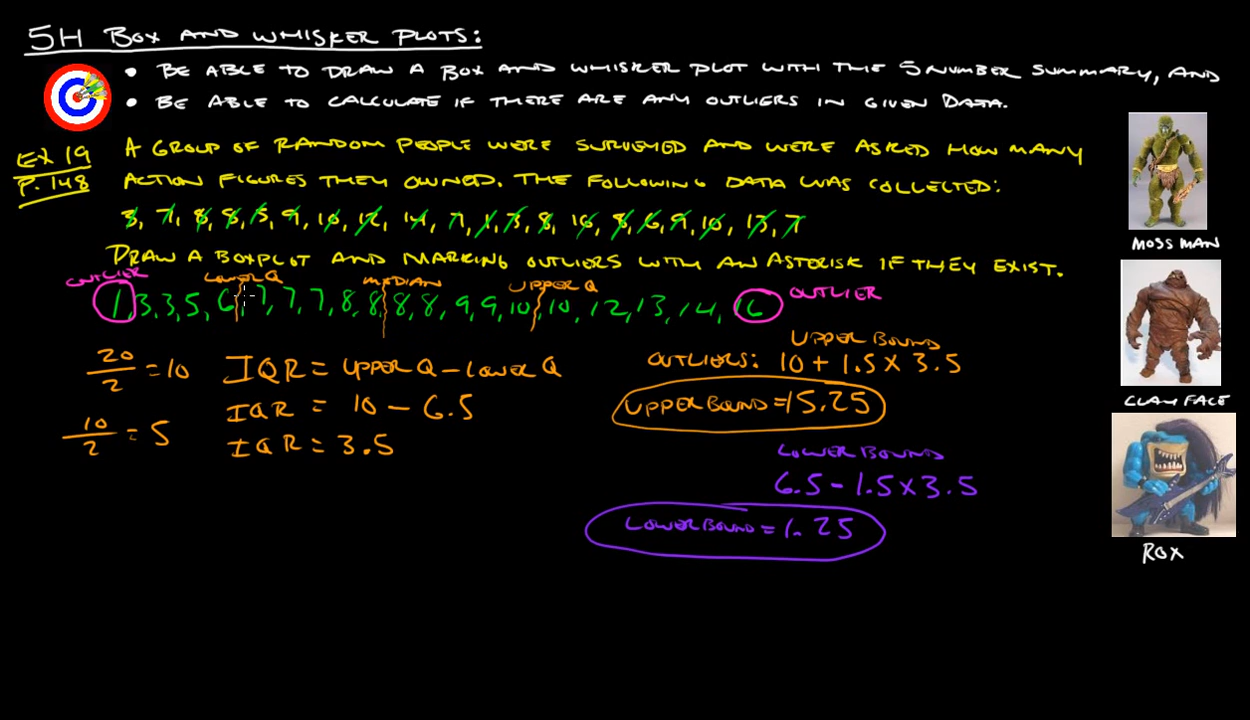 5H BOX AND WHISKER PLOTS:
• BE ABLE TO DRAW A BOX AND WHISKER PLOT WITH THE 5 NUMBER SUMMARY, AND
• BE ABLE TO CALCULATE IF THERE ARE ANY OUTLIERS IN GIVEN DATA.
EX 19
P. 148
A GROUP OF RANDOM PEOPLE WERE SURVEYED AND WERE ASKED HOW MANY
ACTION FIGURES THEY OWNED. THE FOLLOWING DATA WAS COLLECTED:
3, 7, 8, 8, 5, 9, 10, 12, 14, 7, 1, 3, 8, 16, 8, 6, 9, 10, 13, 7
DRAW A BOXPLOT AND MARKING OUTLIERS WITH AN ASTERISK IF THEY EXIST.
OUTLIER LOWER Q MEDIAN UPPER Q
1, 3, 3, 5, 6, 7, 7, 7, 8, 8, 8, 8, 9, 9, 10, 10, 12, 13, 14, 16 OUTLIER
20/2 = 10
10/2 = 5
IQR = UPPER Q - LOWER Q
IQR = 10 - 6.5
IQR = 3.5
UPPER BOUND
OUTLIERS: 10 + 1.5 X 3.5
UPPER BOUND = 15.25
LOWER BOUND
6.5 - 1.5 X 3.5
LOWER BOUND = 1.25
MOSS MAN
CLAY FACE
ROX